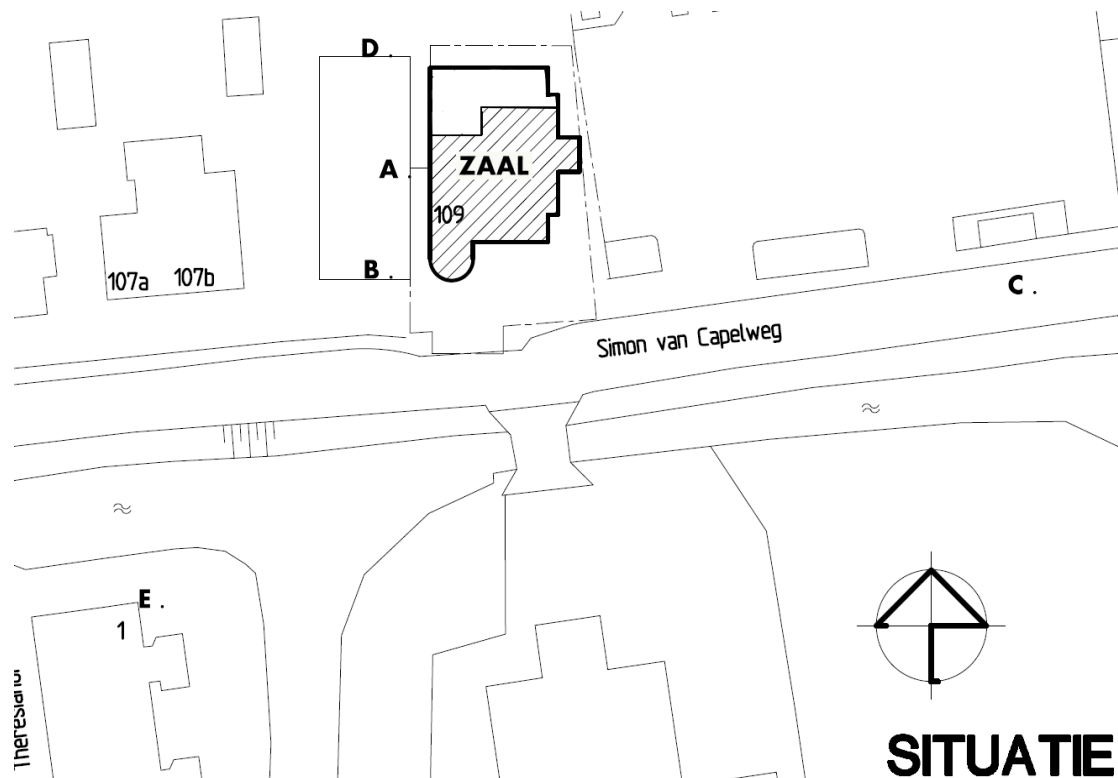 D .
A .
ZAAL
109
B .
107a
107b
C .
Simon van Capelweg
E .
1
SITUATIE